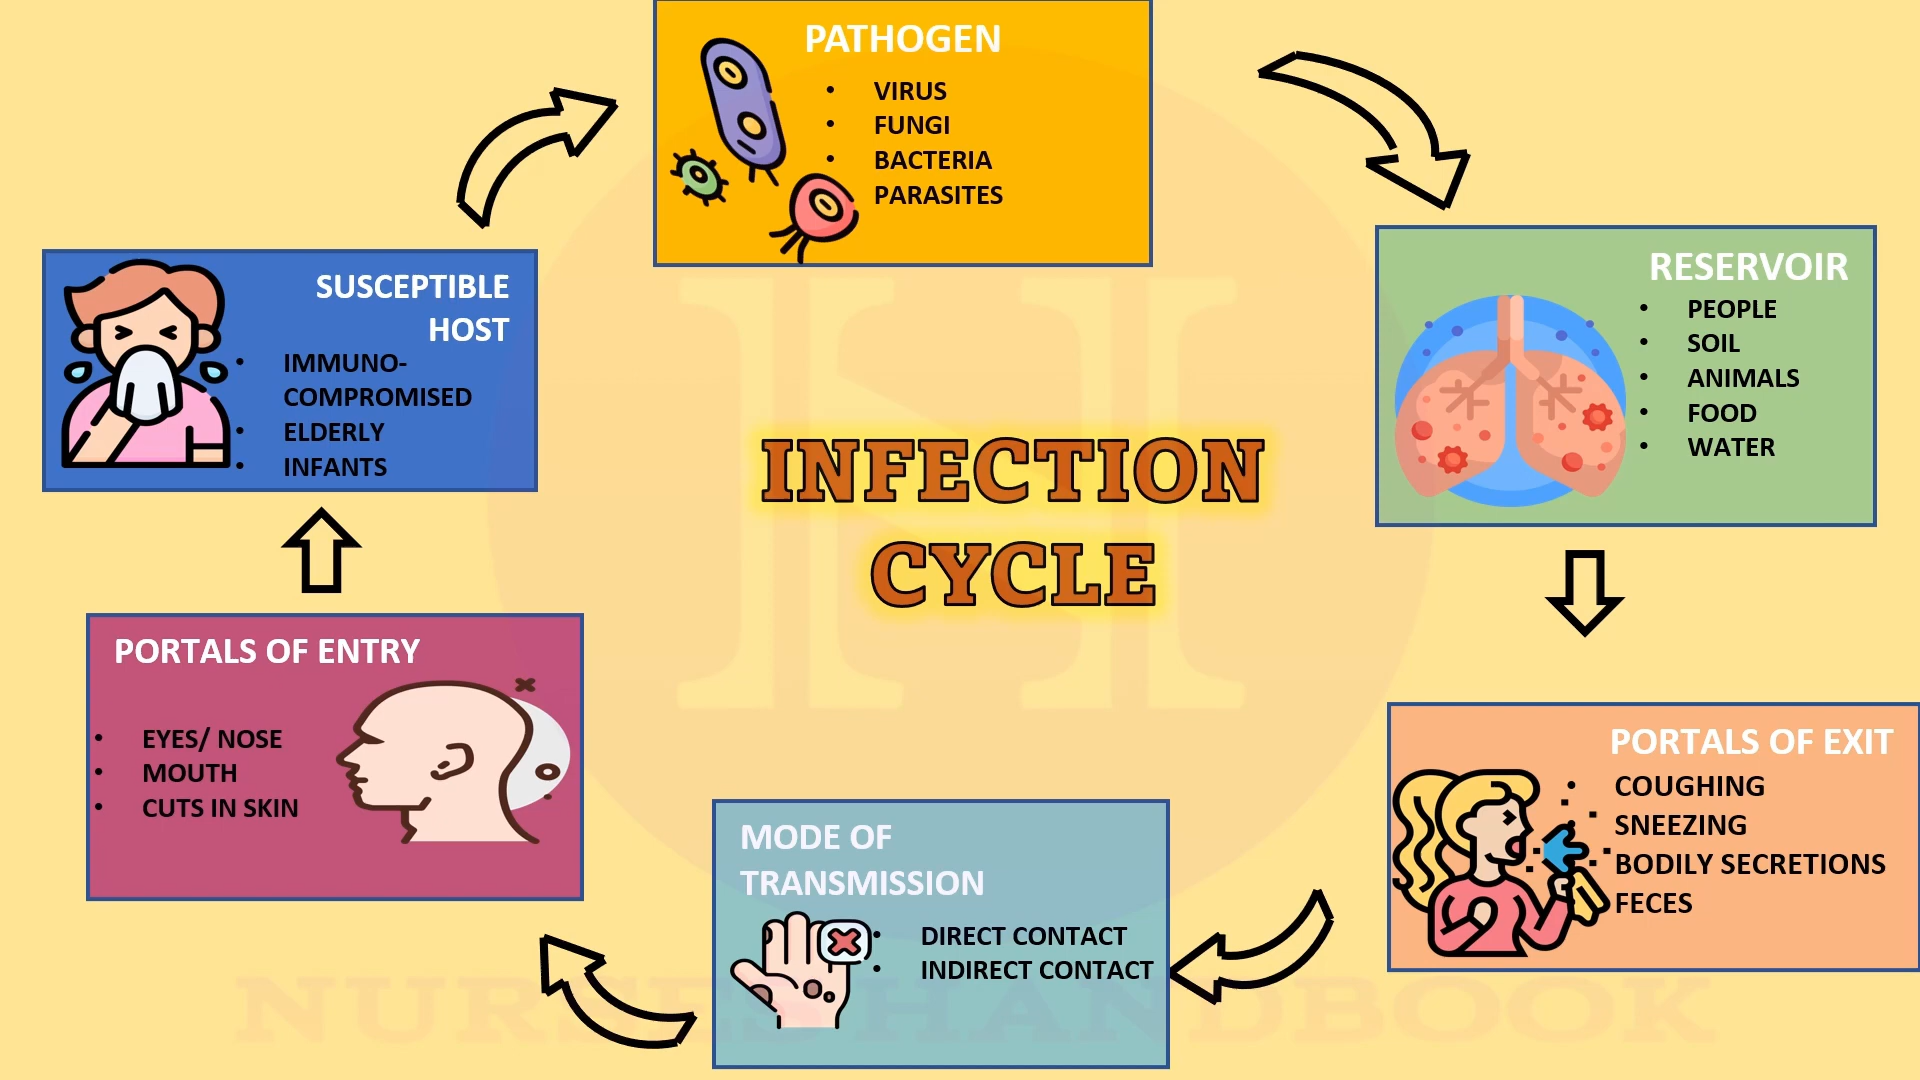 PATHOGEN
• VIRUS
• FUNGI
• BACTERIA
• PARASITES
RESERVOIR
• PEOPLE
• SOIL
• ANIMALS
• FOOD
• WATER
PORTALS OF EXIT
• COUGHING
• SNEEZING
BODILY SECRETIONS
FECES
MODE OF
TRANSMISSION
• DIRECT CONTACT
• INDIRECT CONTACT
PORTALS OF ENTRY
• EYES/ NOSE
• MOUTH
• CUTS IN SKIN
SUSCEPTIBLE
HOST
• IMMUNO-
COMPROMISED
• ELDERLY
• INFANTS
INFECTION
CYCLE
H
NURSES HANDBOOK